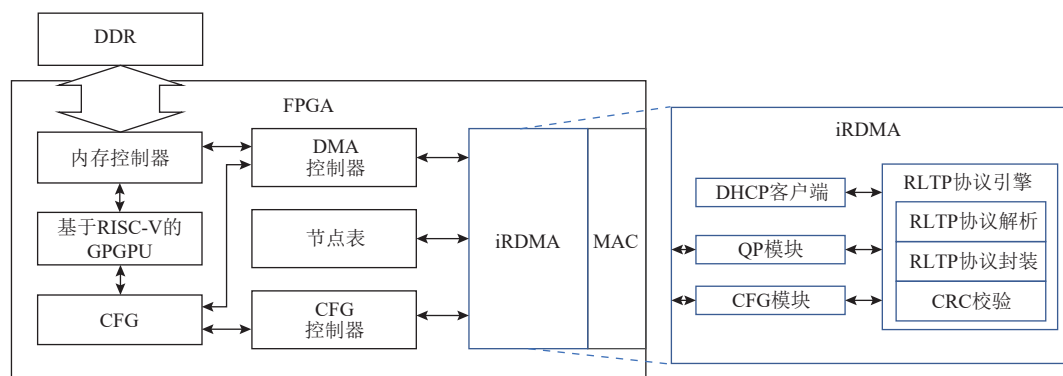 DDR
FPGA
内存控制器
DMA
控制器
基于RISC-V的
GPGPU
节点表
CFG
CFG
控制器
iRDMA
MAC
iRDMA
DHCP客户端
QP模块
CFG模块
RLTP协议引擎
RLTP协议解析
RLTP协议封装
CRC校验